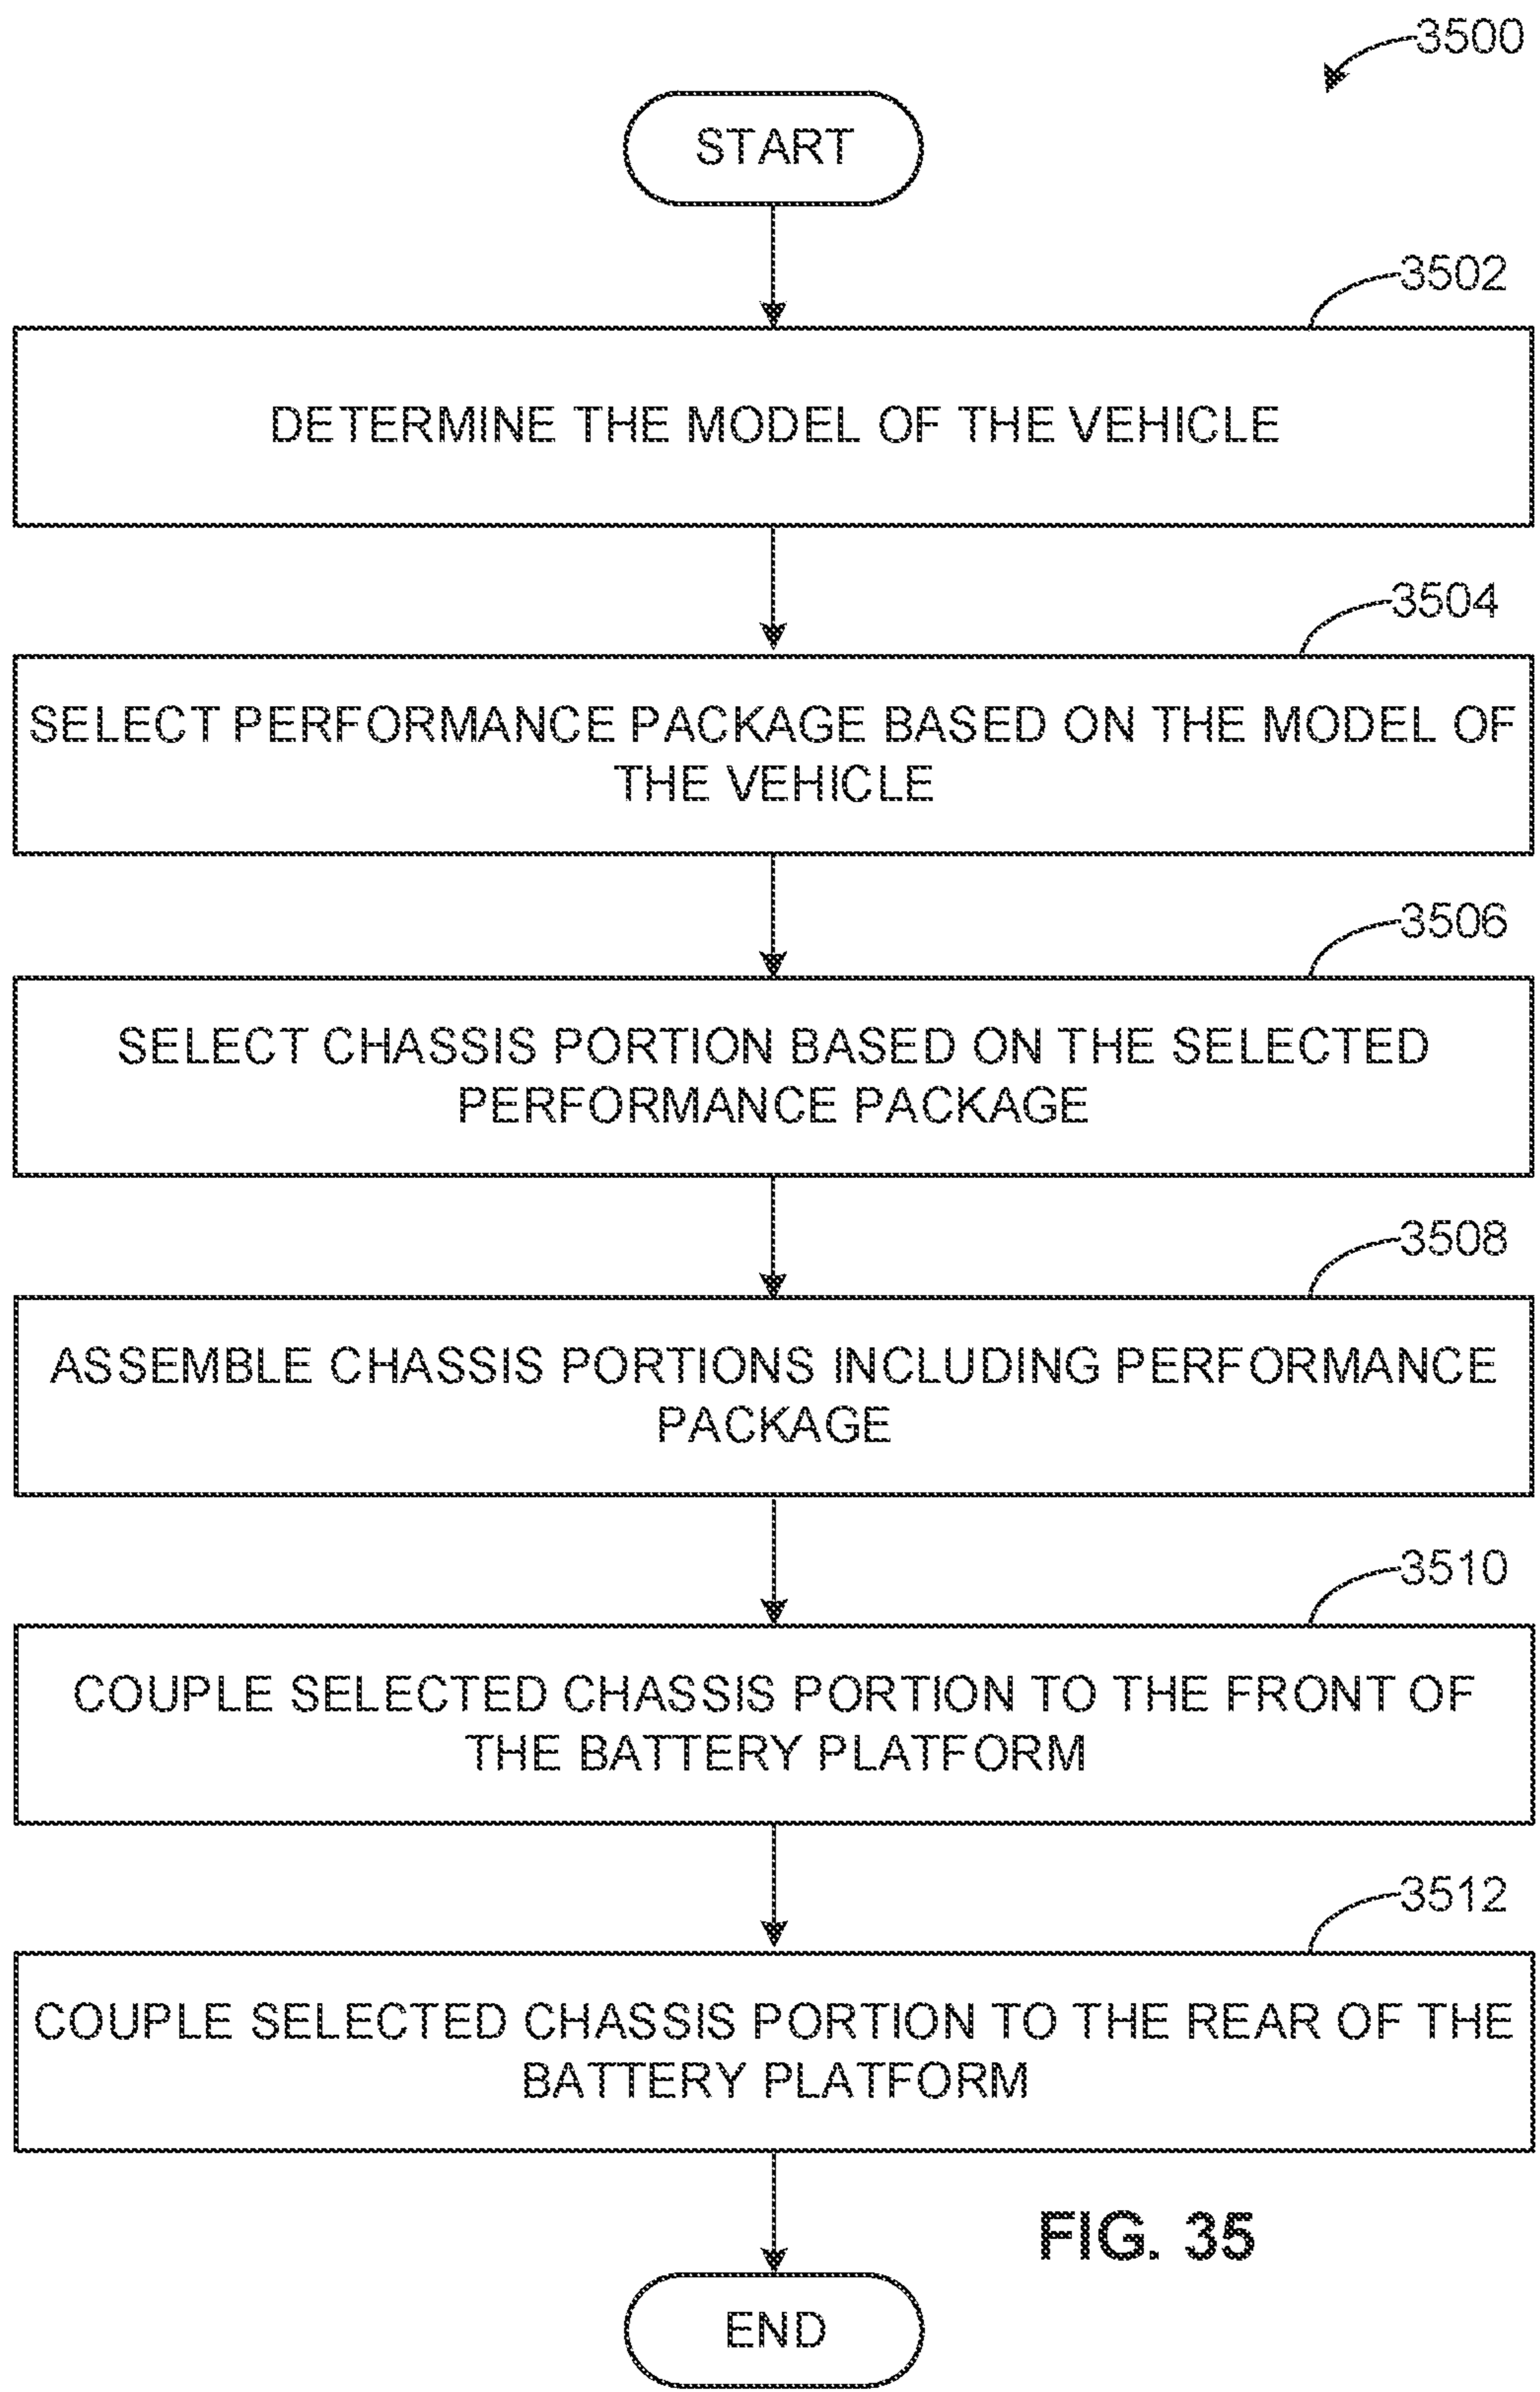 3500
START
3502
DETERMINE THE MODEL OF THE VEHICLE
3504
SELECT PERFORMANCE PACKAGE BASED ON THE MODEL OF
THE VEHICLE
3506
SELECT CHASSIS PORTION BASED ON THE SELECTED
PERFORMANCE PACKAGE
3508
ASSEMBLE CHASSIS PORTIONS INCLUDING PERFORMANCE
PACKAGE
3510
COUPLE SELECTED CHASSIS PORTION TO THE FRONT OF
THE BATTERY PLATFORM
3512
COUPLE SELECTED CHASSIS PORTION TO THE REAR OF THE
BATTERY PLATFORM
FIG. 35
END